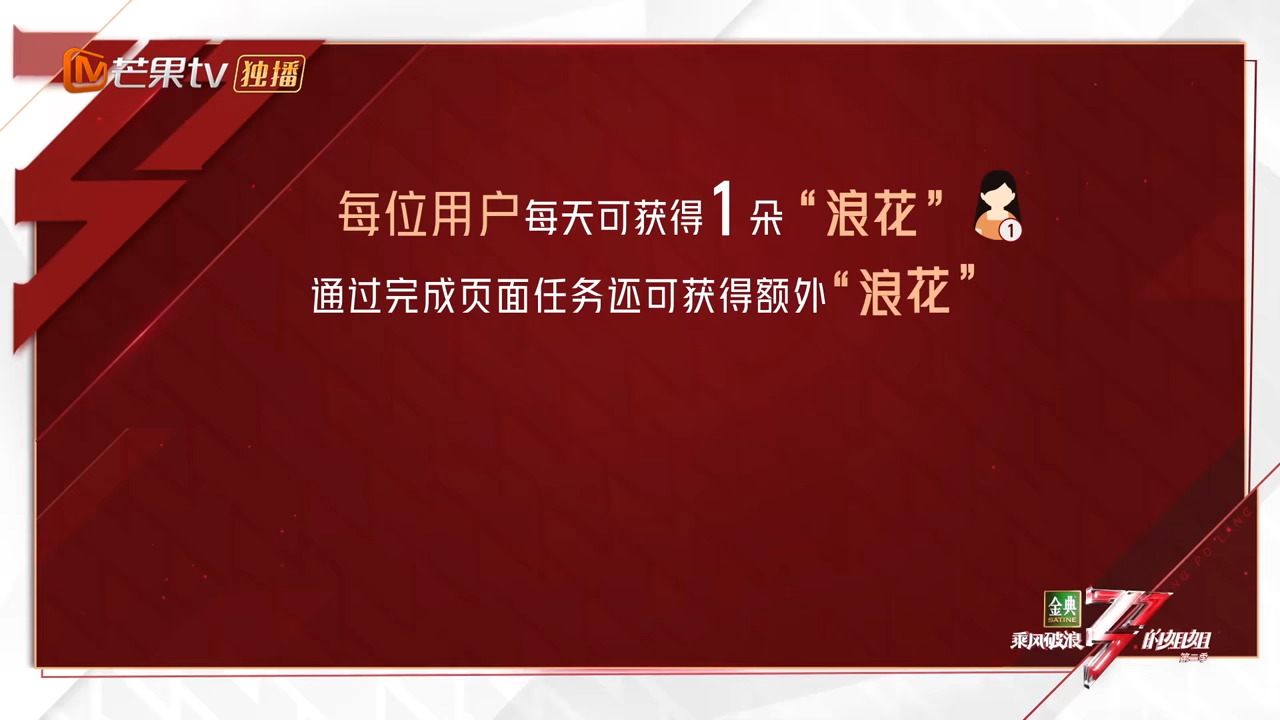 芒果tv 独播
每位用户每天可获得1朵“浪花”
1
通过完成页面任务还可获得额外“浪花”
金典
SATINE
乘风破浪的姐姐
第二季